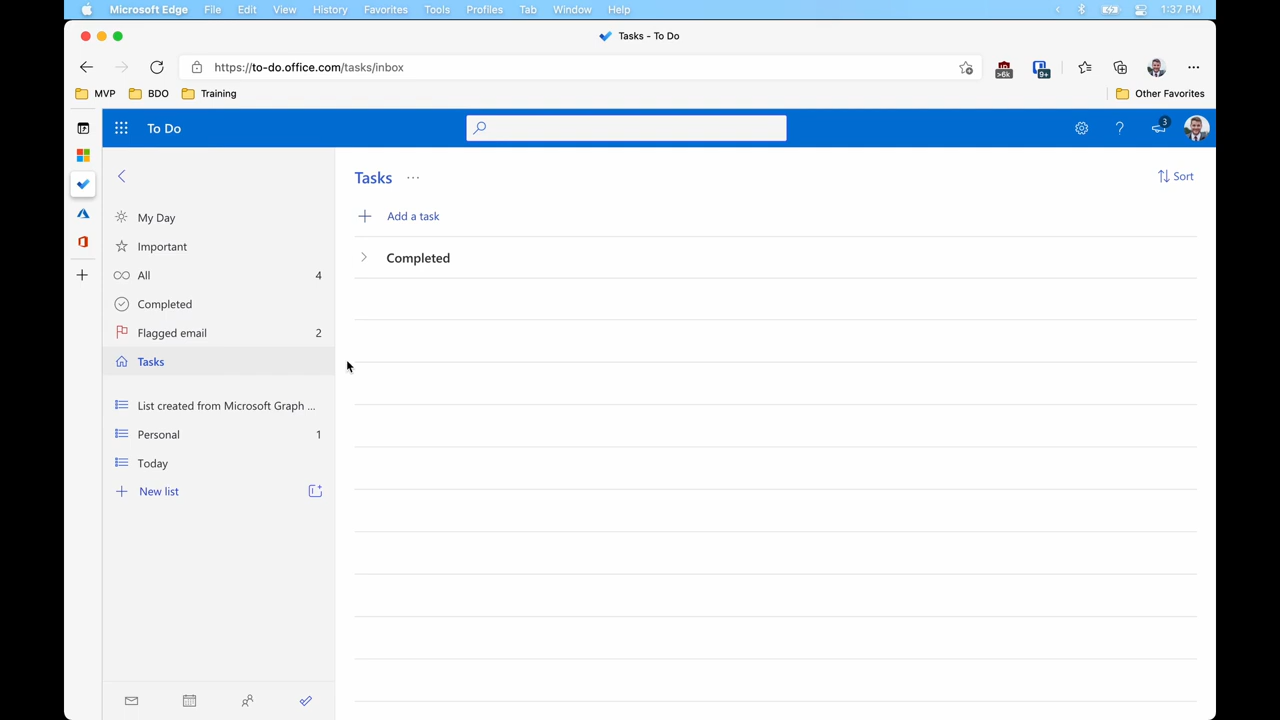 Microsoft Edge File Edit View History Favorites Tools Profiles Tab Window Help 1:37 PM
Tasks - To Do
https://to-do.office.com/tasks/inbox >6k 9+
MVP BDO Training Other Favorites
To Do 3
Tasks ... Sort
Add a task
Completed
My Day
Important
All 4
Completed
Flagged email 2
Tasks
List created from Microsoft Graph ...
Personal 1
Today
New list